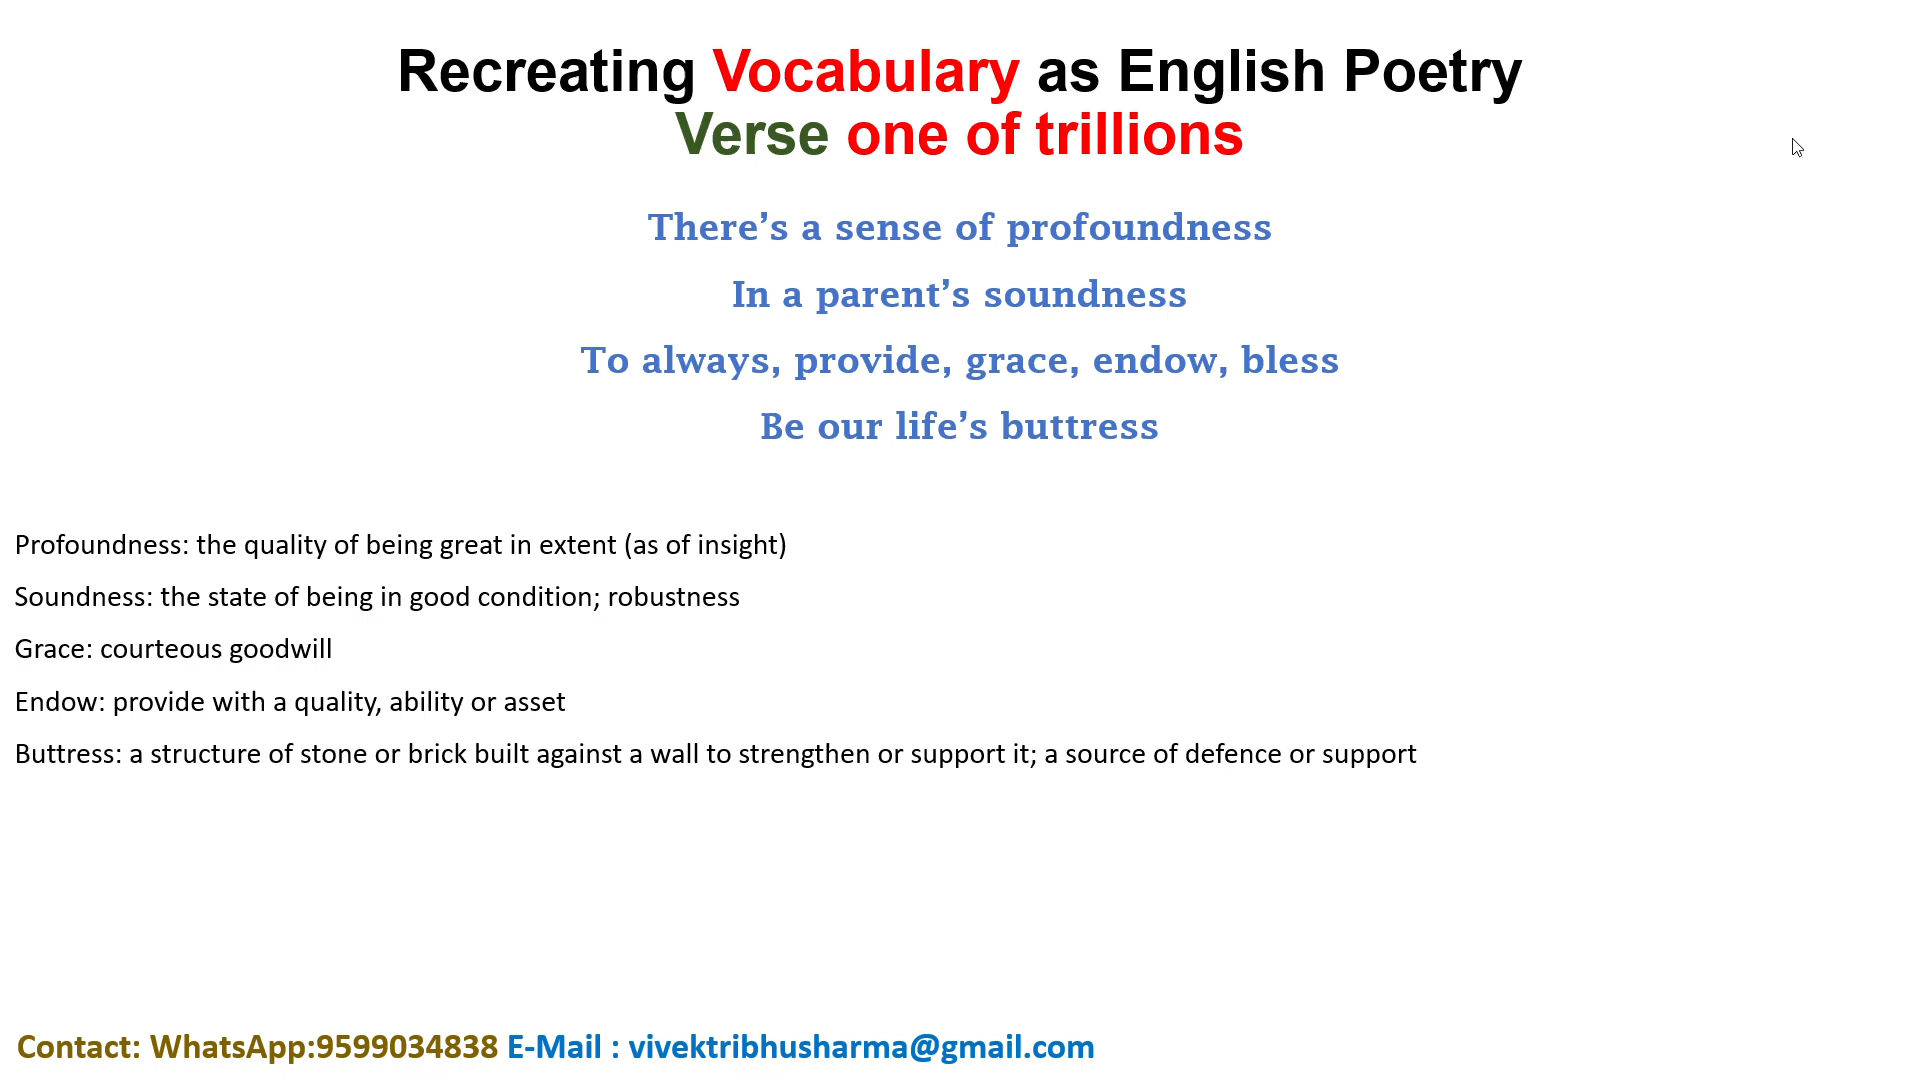 Recreating Vocabulary as English Poetry
Verse one of trillions
There’s a sense of profoundness
In a parent’s soundness
To always, provide, grace, endow, bless
Be our life’s buttress
Profoundness: the quality of being great in extent (as of insight)
Soundness: the state of being in good condition; robustness
Grace: courteous goodwill
Endow: provide with a quality, ability or asset
Buttress: a structure of stone or brick built against a wall to strengthen or support it; a source of defence or support
Contact: WhatsApp:9599034838 E-Mail : vivektribhusharma@gmail.com